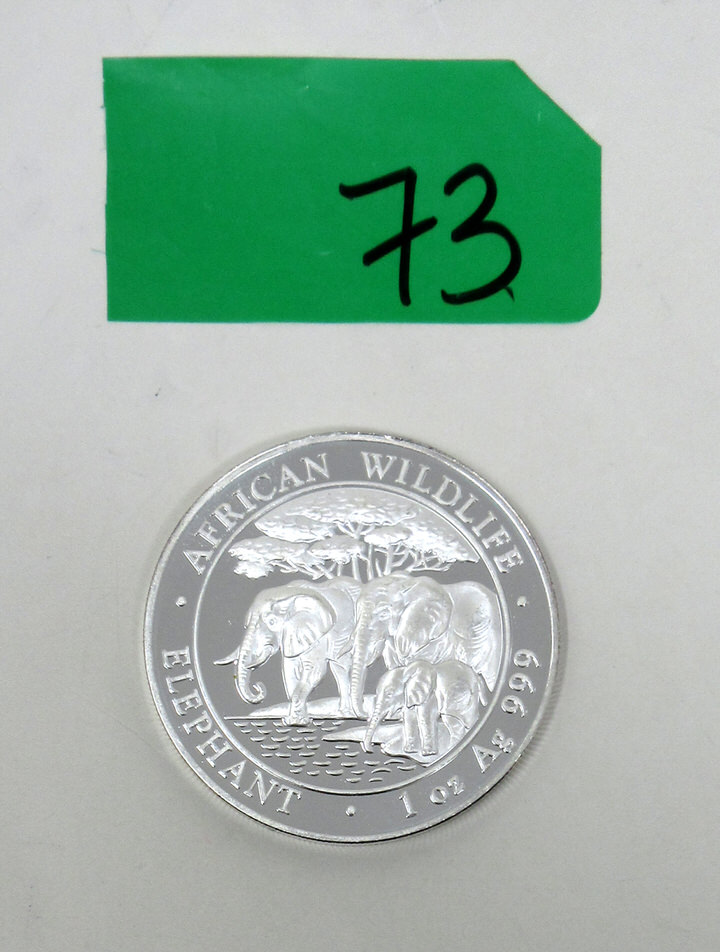 73
AFRICAN WILDLIFE
ELEPHANT · 1 oz Ag 999